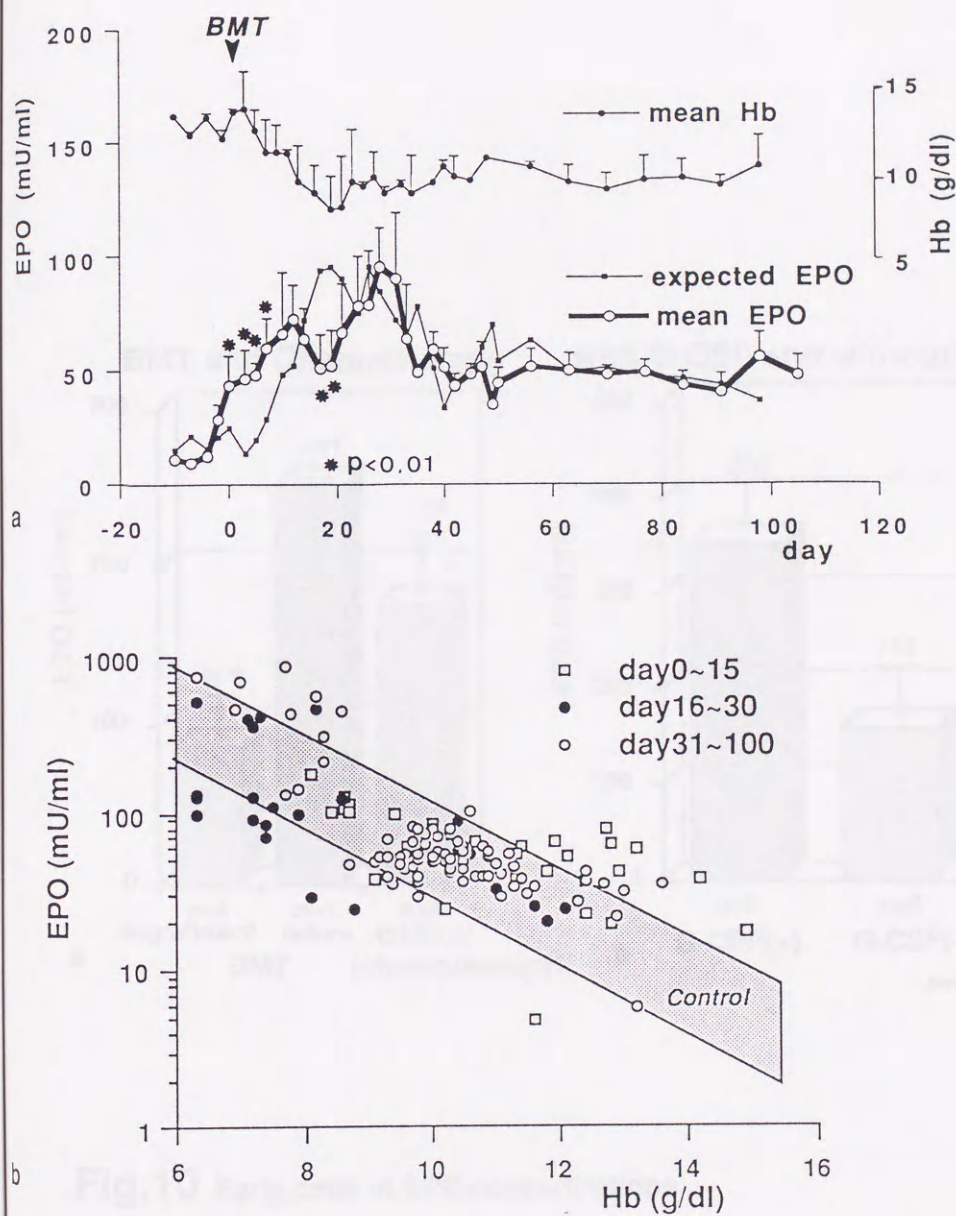 BMT
200
150
100
50
0
EPO (mU/ml)
mean Hb
15
10
5
Hb (g/dl)
expected EPO
mean EPO
* p<0.01
a
-20 0 20 40 60 80 100 120
day
1000
100
10
1
EPO (mU/ml)
day0~15
day16~30
day31~100
Control
b
6 8 10 12 14 16
Hb (g/dl)